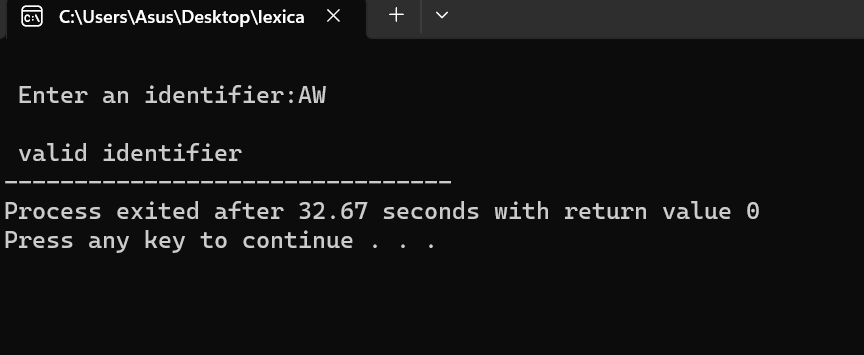 C:\Users\Asus\Desktop\lexica
Enter an identifier:AW
valid identifier
--------------------------------
Process exited after 32.67 seconds with return value 0
Press any key to continue . . .